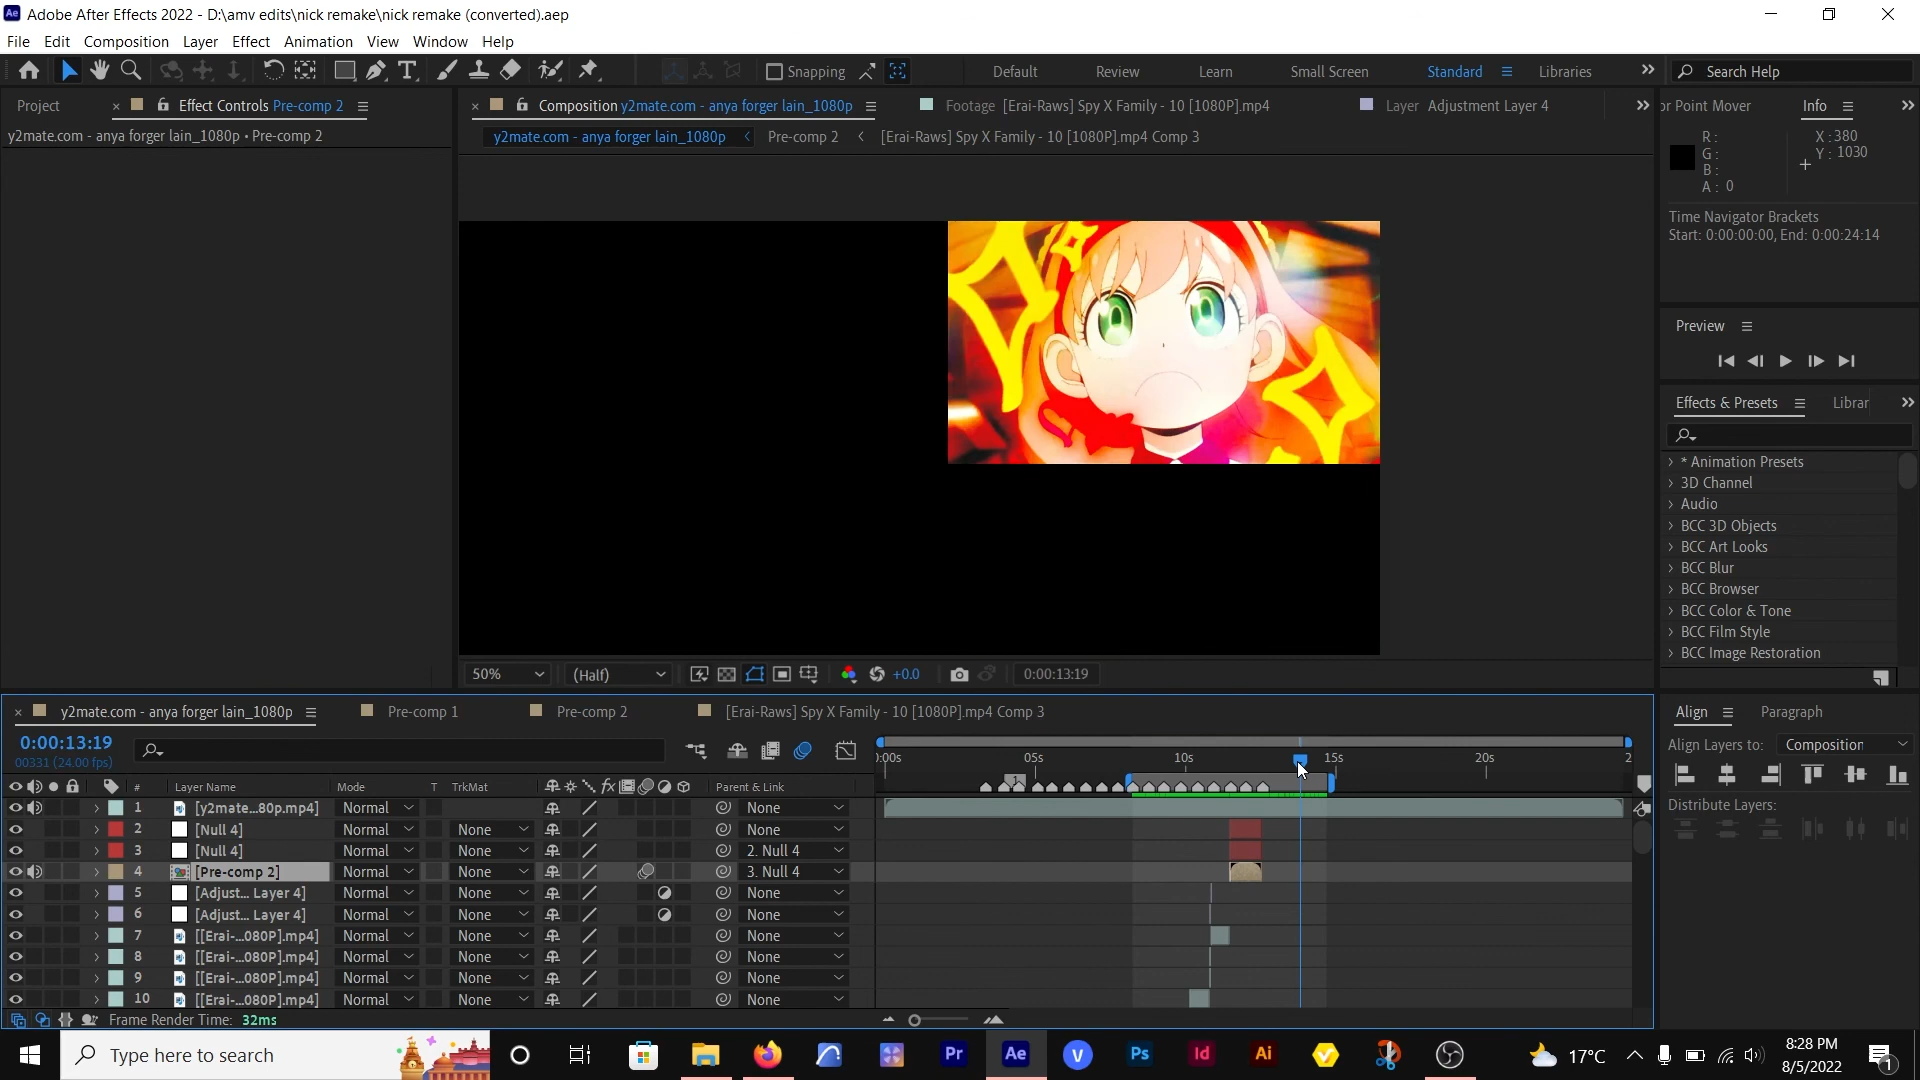 Adobe After Effects 2022 - D:\amv edits\nick remake\nick remake (converted).aep
File Edit Composition Layer Effect Animation View Window Help
Snapping Default Review Learn Small Screen Standard Libraries Search Help
Project Effect Controls Pre-comp 2 Composition y2mate.com - anya forger lain_1080p Footage [Erai-Raws] Spy X Family - 10 [1080P].mp4 Layer Adjustment Layer 4 or Point Mover Info
y2mate.com - anya forger lain_1080p • Pre-comp 2 y2mate.com - anya forger lain_1080p Pre-comp 2 [Erai-Raws] Spy X Family - 10 [1080P].mp4 Comp 3
R: X: 380
G: Y: 1030
B:
A: 0
Time Navigator Brackets
Start: 0:00:00:00, End: 0:00:24:14
Preview
Effects & Presets Librar
* Animation Presets
3D Channel
Audio
BCC 3D Objects
BCC Art Looks
BCC Blur
BCC Browser
BCC Color & Tone
BCC Film Style
BCC Image Restoration
50% (Half) +0.0 0:00:13:19
y2mate.com - anya forger lain_1080p Pre-comp 1 Pre-comp 2 [Erai-Raws] Spy X Family - 10 [1080P].mp4 Comp 3
0:00:13:19
00331 (24.00 fps)
0:00s 05s 10s 15s 20s 2
1
# Layer Name Mode T TrkMat Parent & Link
1 [y2mate...80p.mp4] Normal None
2 [Null 4] Normal None None
3 [Null 4] Normal None 2. Null 4
4 [Pre-comp 2] Normal None 3. Null 4
5 [Adjust... Layer 4] Normal None None
6 [Adjust... Layer 4] Normal None None
7 [[Erai-...080P].mp4] Normal None None
8 [[Erai-...080P].mp4] Normal None None
9 [[Erai-...080P].mp4] Normal None None
10 [[Erai-...080P].mp4] Normal None None
Frame Render Time: 32ms
Align Paragraph
Align Layers to: Composition
Distribute Layers:
Type here to search
Pr Ae V Ps Id Ai
17°C
8:28 PM
8/5/2022
1